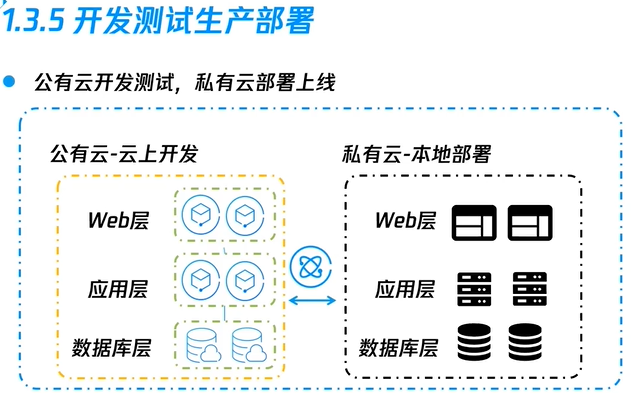 1.3.5 开发测试生产部署
公有云开发测试，私有云部署上线
公有云-云上开发
私有云-本地部署
Web层
Web层
应用层
应用层
数据库层
数据库层